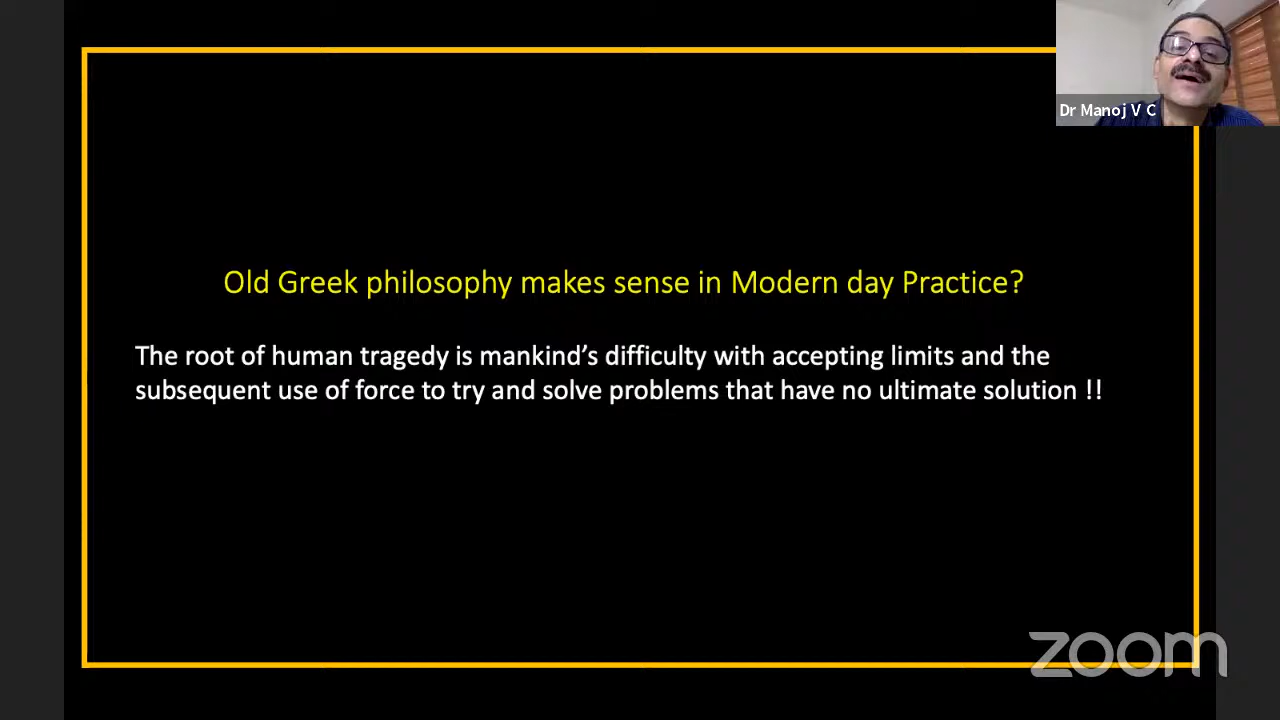 Dr Manoj V C
Old Greek philosophy makes sense in Modern day Practice?
The root of human tragedy is mankind’s difficulty with accepting limits and the
subsequent use of force to try and solve problems that have no ultimate solution !!
zoom